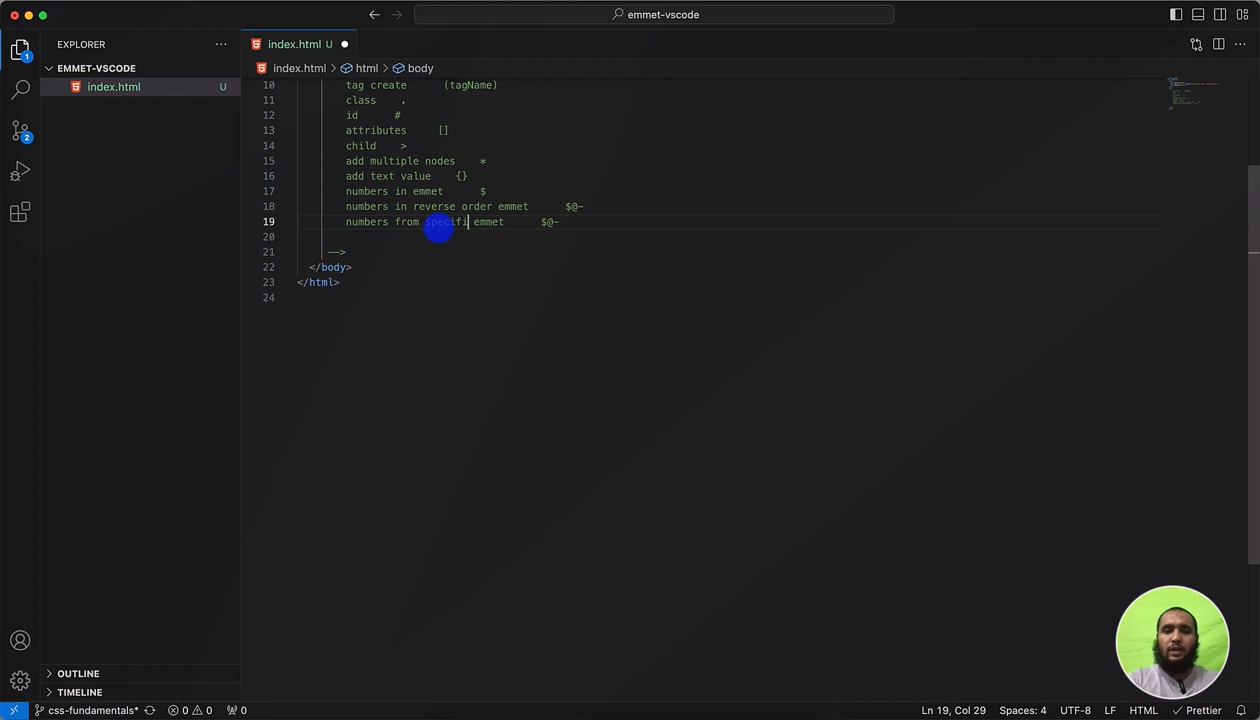 emmet-vscode
EXPLORER
EMMET-VSCODE
index.html U
index.html U
index.html > html > body
10 tag create (tagName)
11 class .
12 id #
13 attributes []
14 child >
15 add multiple nodes *
16 add text value {}
17 numbers in emmet $
18 numbers in reverse order emmet $@-
19 numbers from specifi emmet $@-
20
21 -->
22 </body>
23 </html>
24
1
2
OUTLINE
TIMELINE
css-fundamentals* 0 0 0
Ln 19, Col 29 Spaces: 4 UTF-8 LF HTML Prettier